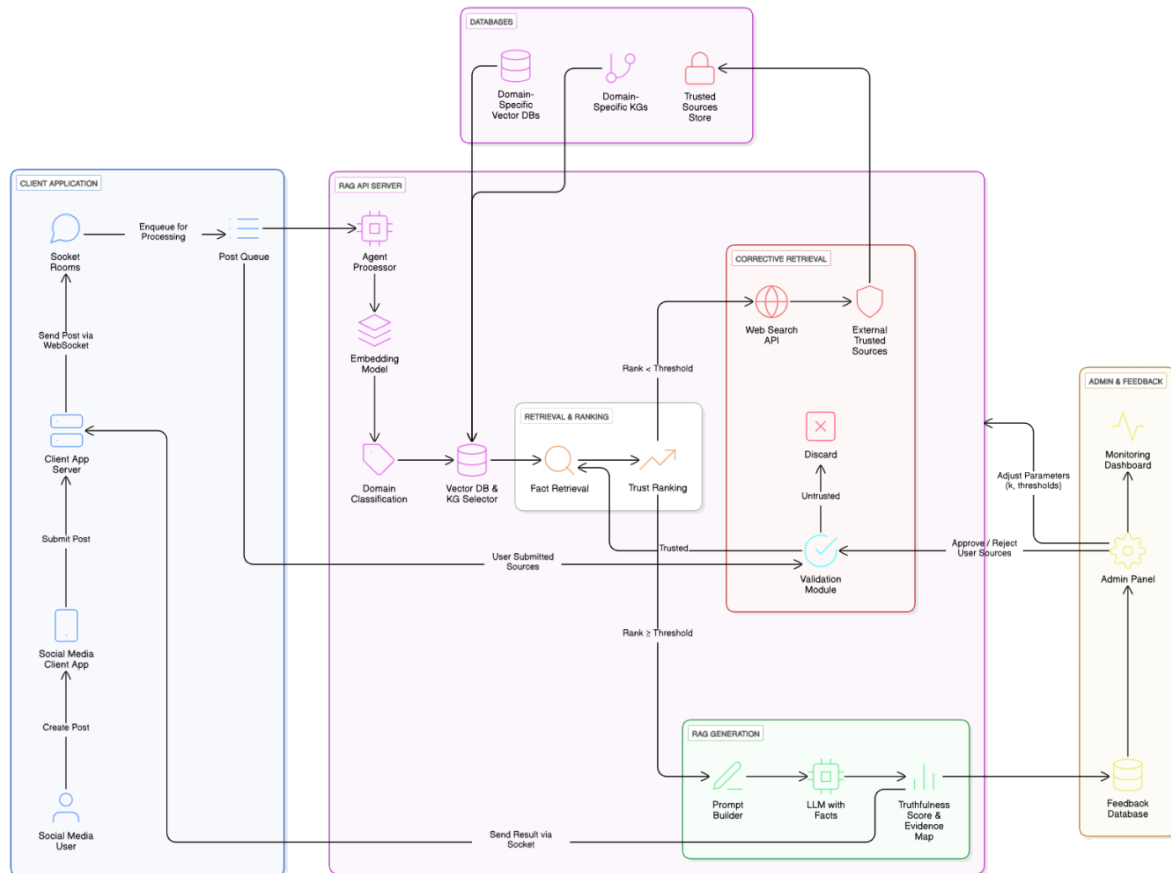 DATABASES
Domain-
Specific
Vector DBs
Domain-
Specific KGs
Trusted
Sources
Store
CLIENT APPLICATION
Socket
Rooms
Enqueue for
Processing
Post Queue
Send Post via
WebSocket
Client App
Server
Submit Post
Social Media
Client App
Create Post
Social Media
User
RAG API SERVER
Agent
Processor
Embedding
Model
Domain
Classification
Vector DB &
KG Selector
RETRIEVAL & RANKING
Fact Retrieval
Trust Ranking
Rank < Threshold
CORRECTIVE RETRIEVAL
Web Search
API
External
Trusted
Sources
Discard
Untrusted
Trusted
Validation
Module
User Submitted
Sources
Rank ≥ Threshold
RAG GENERATION
Prompt
Builder
LLM with
Facts
Truthfulness
Score &
Evidence
Map
Send Result via
Socket
ADMIN & FEEDBACK
Monitoring
Dashboard
Adjust Parameters
(k, thresholds)
Approve / Reject
User Sources
Admin Panel
Feedback
Database